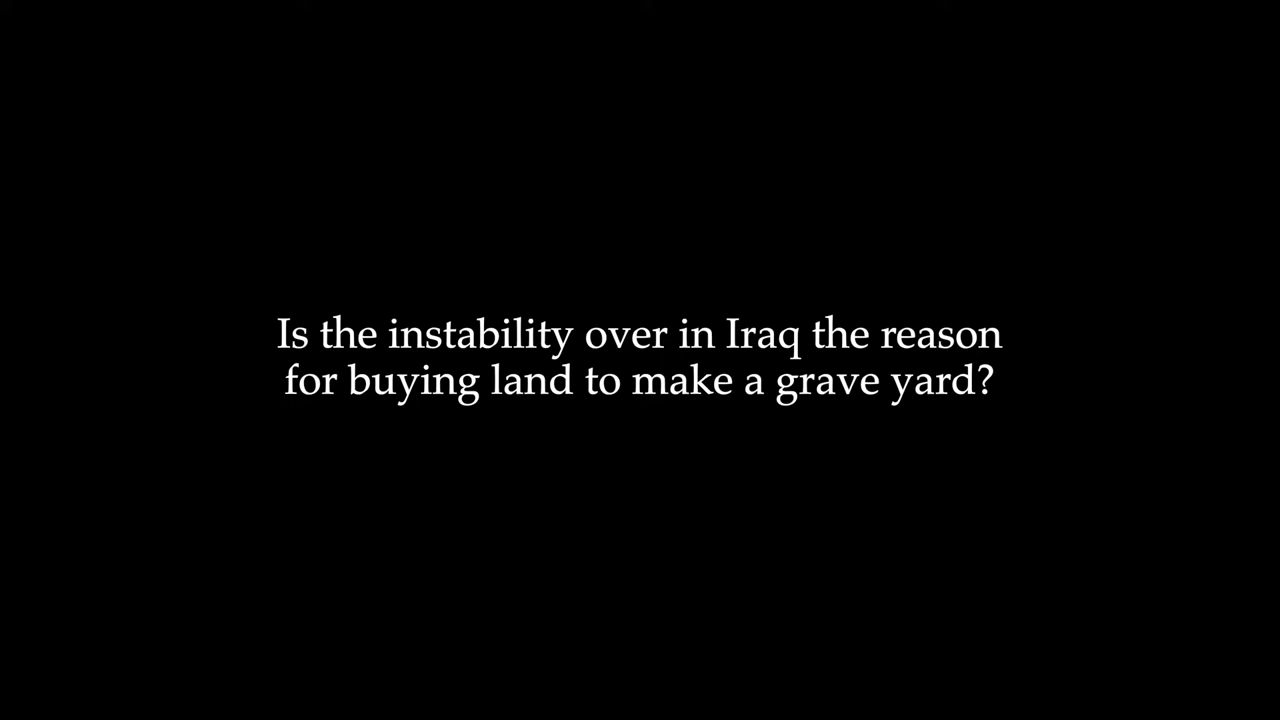 Is the instability over in Iraq the reason
for buying land to make a grave yard?